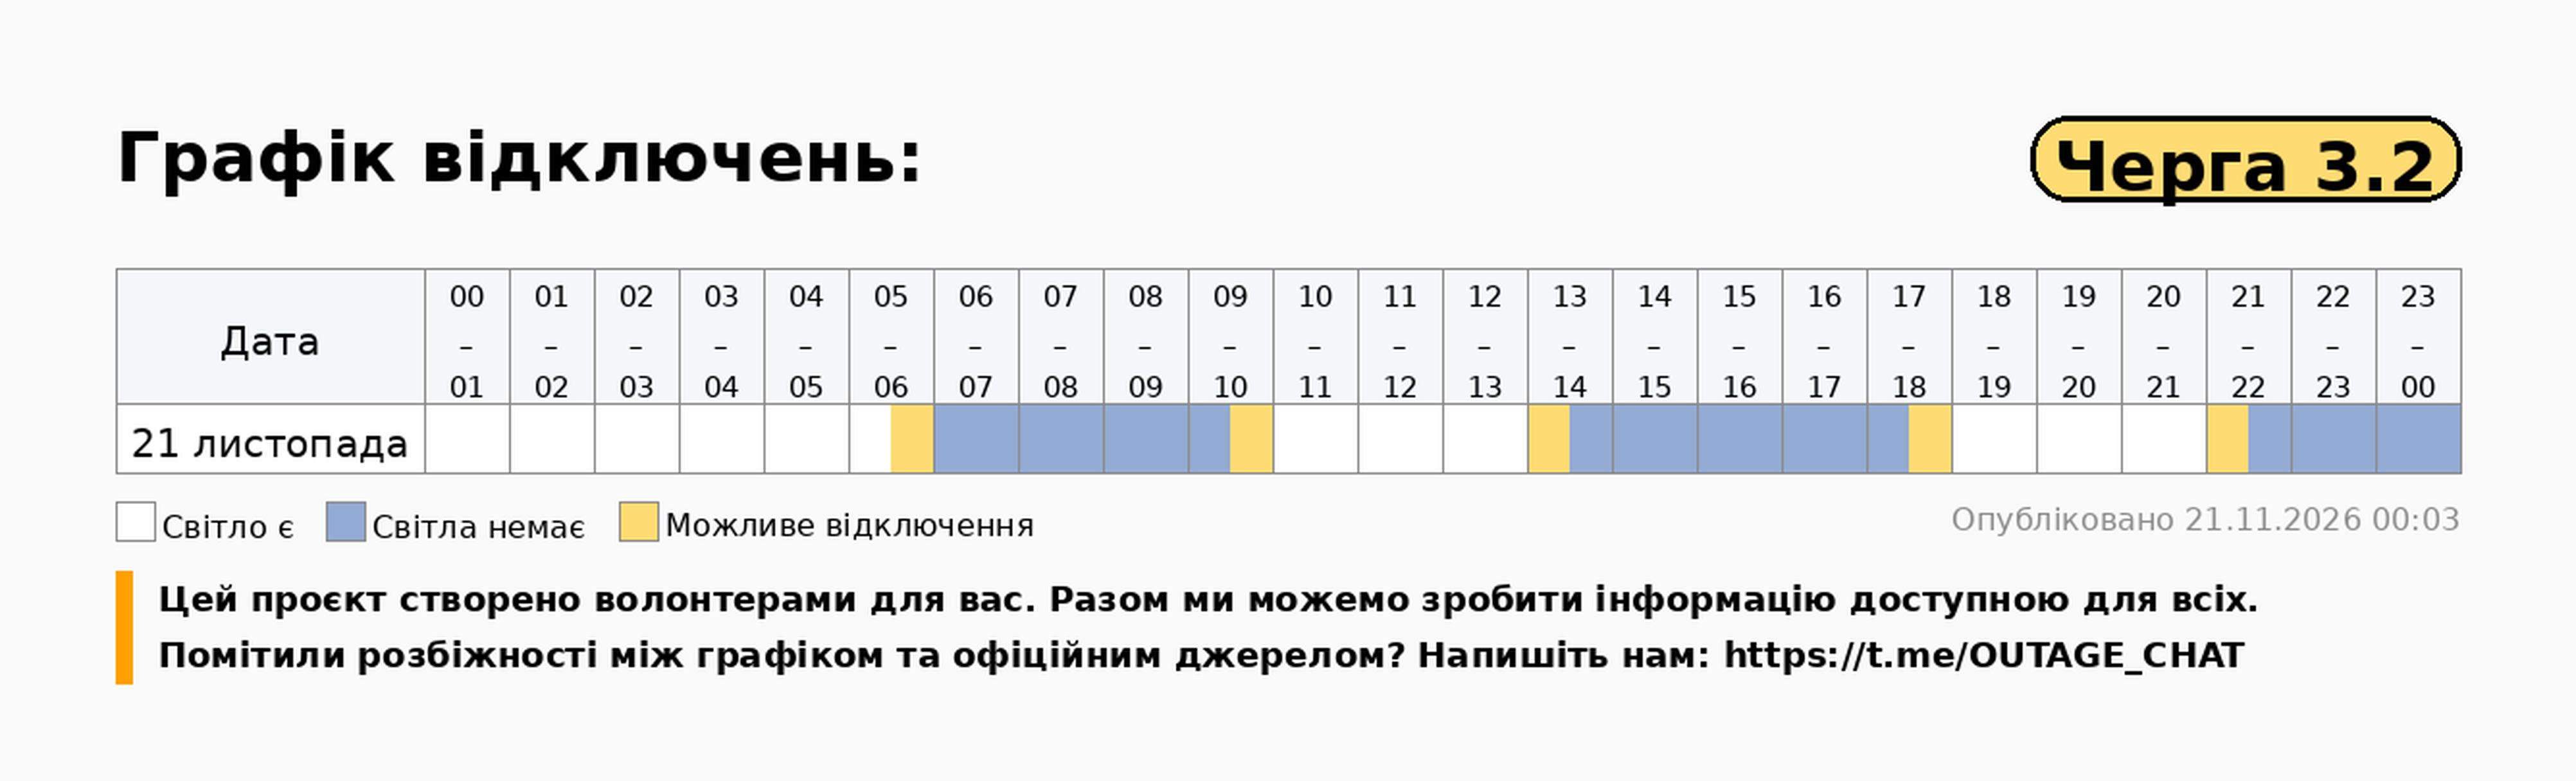 Графік відключень:
Черга 3.2
Дата 00 – 01 01 – 02 02 – 03 03 – 04 04 – 05 05 – 06 06 – 07 07 – 08 08 – 09 09 – 10 10 – 11 11 – 12 12 – 13 13 – 14 14 – 15 15 – 16 16 – 17 17 – 18 18 – 19 19 – 20 20 – 21 21 – 22 22 – 23 23 – 00
21 листопада
Світло є Світла немає Можливе відключення
Опубліковано 21.11.2026 00:03
Цей проєкт створено волонтерами для вас. Разом ми можемо зробити інформацію доступною для всіх.
Помітили розбіжності між графіком та офіційним джерелом? Напишіть нам: https://t.me/OUTAGE_CHAT